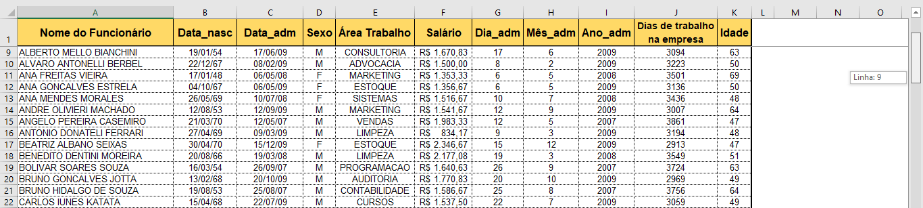 A B C D E F G H I J K L M N O
1 Nome do Funcionário Data_nasc Data_adm Sexo Área Trabalho Salário Dia_adm Mês_adm Ano_adm Dias de trabalho na empresa Idade
9 ALBERTO MELLO BIANCHINI 19/01/54 17/06/09 M CONSULTORIA R$ 1.670,83 17 6 2009 3094 63
10 ALVARO ANTONELLI BERBEL 22/12/67 08/02/09 M ADVOCACIA R$ 1.500,00 8 2 2009 3223 50
11 ANA FREITAS VIEIRA 17/01/48 06/05/08 F MARKETING R$ 1.353,33 6 5 2008 3501 69
12 ANA GONCALVES ESTRELA 04/10/67 06/05/09 F ESTOQUE R$ 1.356,67 6 5 2009 3136 50
13 ANA MENDES MORALES 26/05/69 10/07/08 F SISTEMAS R$ 1.516,67 10 7 2008 3436 48
14 ANDRE OLIVIERI MACHADO 12/08/53 12/09/09 M MARKETING R$ 1.541,67 12 9 2009 3007 64
15 ANGELO PEREIRA CASEMIRO 21/03/70 12/05/07 M VENDAS R$ 1.983,33 12 5 2007 3861 47
16 ANTONIO DONATELI FERRARI 27/04/69 09/03/09 M LIMPEZA R$ 834,17 9 3 2009 3194 48
17 BEATRIZ ALBANO SEIXAS 30/04/70 15/12/09 F ESTOQUE R$ 2.346,67 15 12 2009 2913 47
18 BENEDITO DENTINI MOREIRA 20/08/66 19/03/08 M LIMPEZA R$ 2.177,08 19 3 2008 3549 51
19 BOLIVAR SOARES SOUZA 16/03/54 26/09/07 M PROGRAMACAO R$ 1.640,63 26 9 2007 3724 63
20 BRUNO GONCALVES JOTTA 13/02/68 20/10/09 M AUDITORIA R$ 1.770,83 20 10 2009 2969 49
21 BRUNO HIDALGO DE SOUZA 19/08/53 25/08/07 M CONTABILIDADE R$ 1.586,67 25 8 2007 3756 64
22 CARLOS IUNES KATATA 15/04/68 22/07/09 M CURSOS R$ 1.537,50 22 7 2009 3059 49
Linha: 9